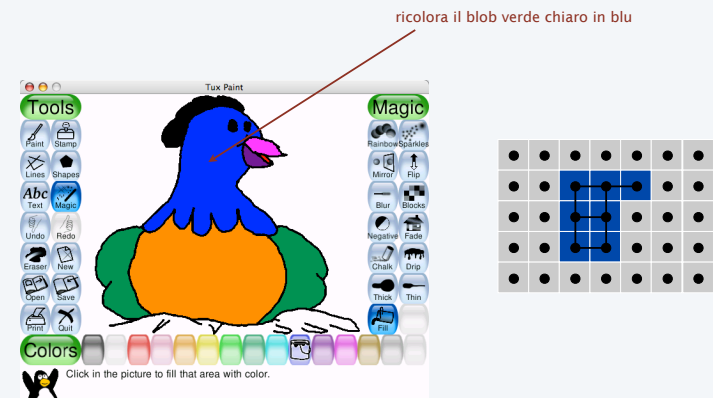 ricolora il blob verde chiaro in blu
Tux Paint
Tools
Magic
Paint Stamp
Rainbow Sparkles
Lines Shapes
Mirror Flip
Abc
Text Magic
Blur Blocks
Undo Redo
Negative Fade
Eraser New
Chalk Drip
Open Save
Thick Thin
Print Quit
Fill
Colors
Click in the picture to fill that area with color.